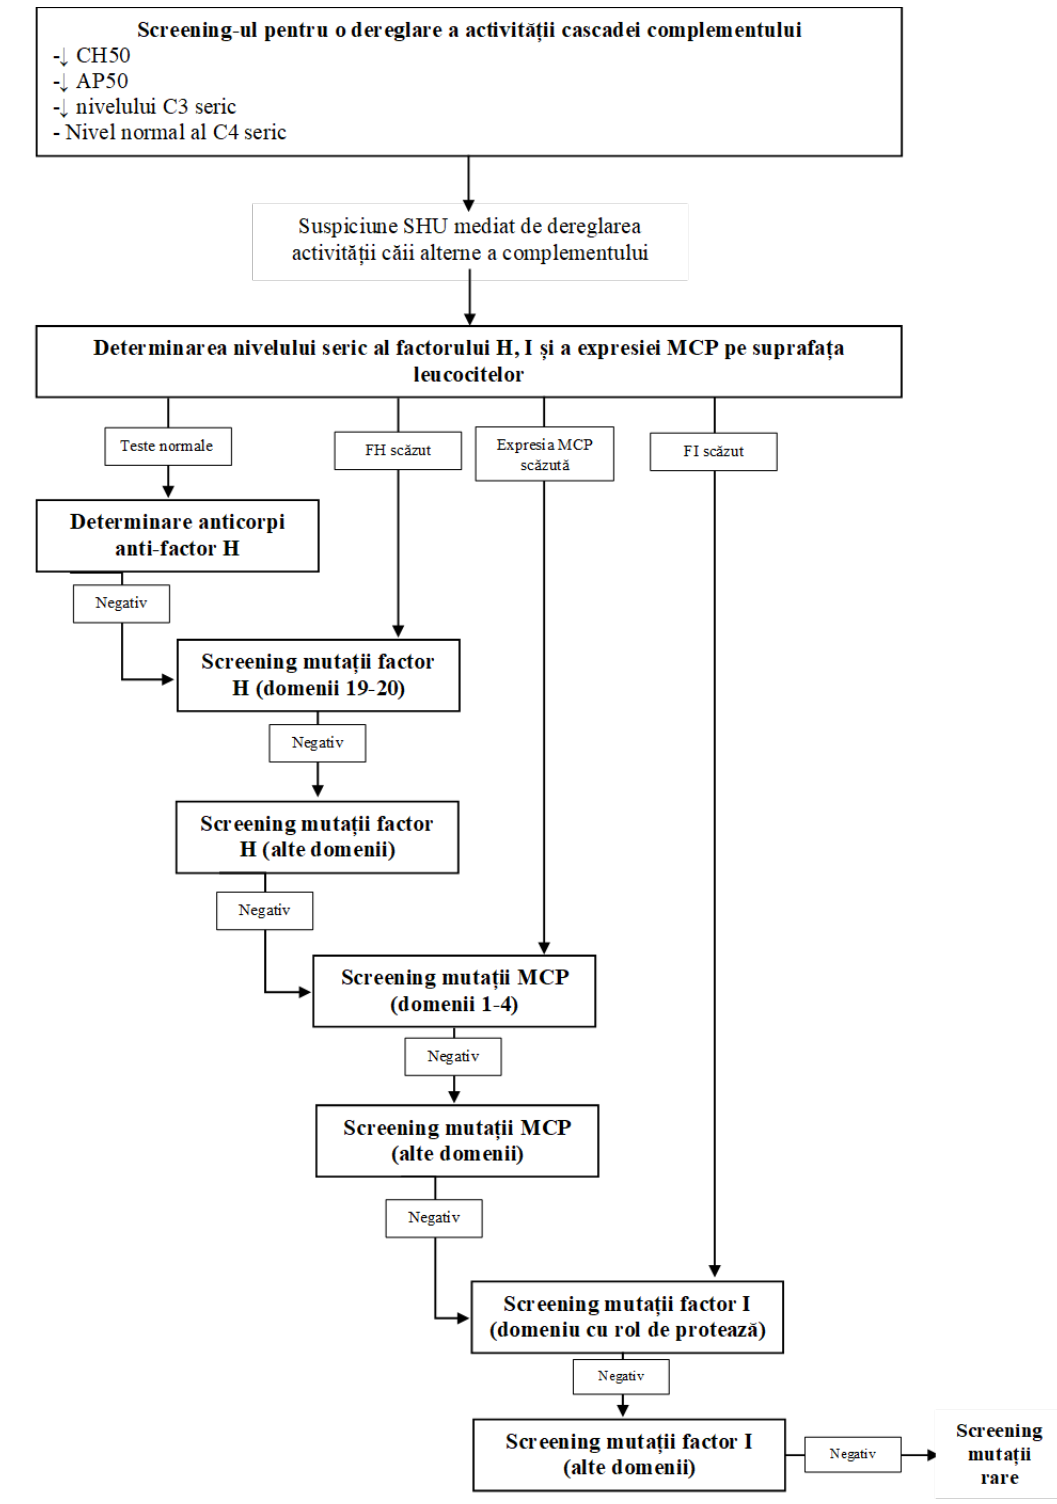 Screening-ul pentru o dereglare a activității cascadei complementului
-↓ CH50
-↓ AP50
-↓ nivelului C3 seric
- Nivel normal al C4 seric
Suspiciune SHU mediat de dereglarea
activității căii alterne a complementului
Determinarea nivelului seric al factorului H, I și a expresiei MCP pe suprafața
leucocitelor
Teste normale
FH scăzut
Expresia MCP
scăzută
FI scăzut
Determinare anticorpi
anti-factor H
Negativ
Screening mutații factor
H (domenii 19-20)
Negativ
Screening mutații factor
H (alte domenii)
Negativ
Screening mutații MCP
(domenii 1-4)
Negativ
Screening mutații MCP
(alte domenii)
Negativ
Screening mutații factor I
(domeniu cu rol de protează)
Negativ
Screening mutații factor I
(alte domenii)
Negativ
Screening
mutații
rare